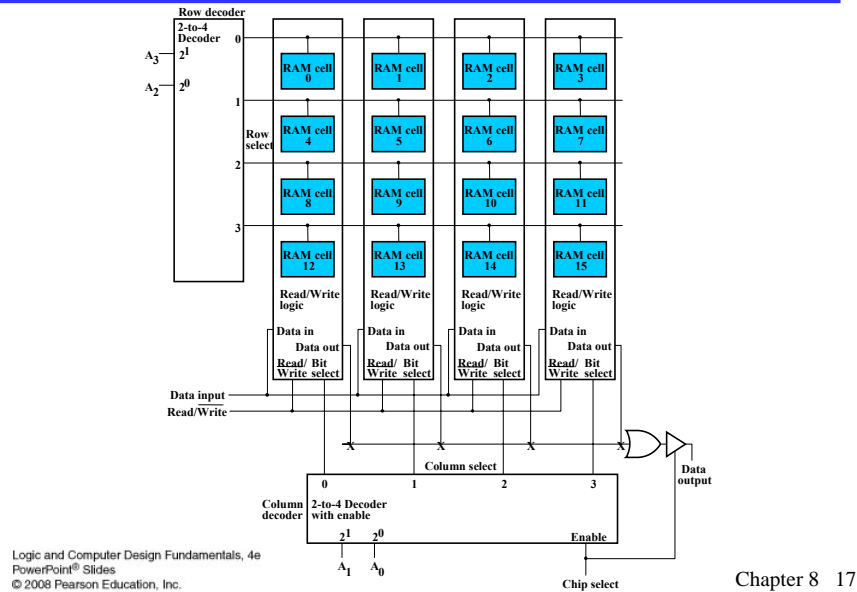 Row decoder
2-to-4
Decoder
A3
2^1
A2
2^0
0
1
Row
select
2
3
RAM cell
0
RAM cell
1
RAM cell
2
RAM cell
3
RAM cell
4
RAM cell
5
RAM cell
6
RAM cell
7
RAM cell
8
RAM cell
9
RAM cell
10
RAM cell
11
RAM cell
12
RAM cell
13
RAM cell
14
RAM cell
15
Read/Write
logic
Read/Write
logic
Read/Write
logic
Read/Write
logic
Data in
Data out
Read/ Bit
Write select
Data in
Data out
Read/ Bit
Write select
Data in
Data out
Read/ Bit
Write select
Data in
Data out
Read/ Bit
Write select
Data input
Read/Write
X
X
X
X
Data
output
Column select
0
1
2
3
Column
decoder
2-to-4 Decoder
with enable
2^1
2^0
Enable
A1
A0
Chip select
Logic and Computer Design Fundamentals, 4e
PowerPoint® Slides
© 2008 Pearson Education, Inc.
Chapter 8 17